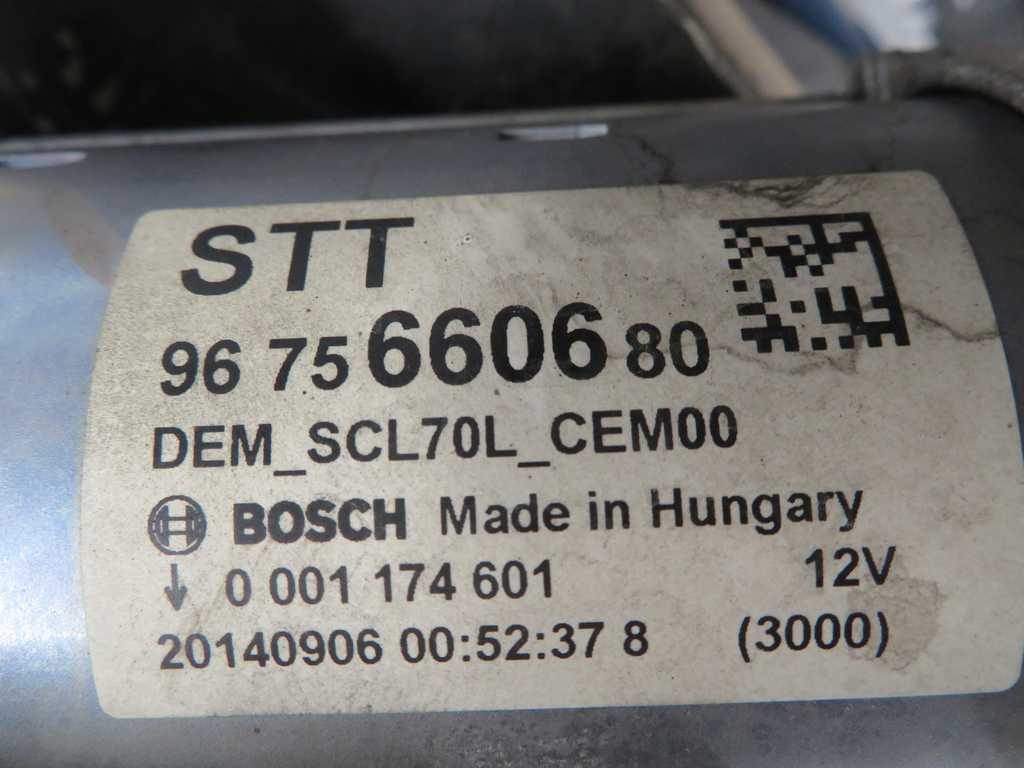 STT
96 75 6606 80
DEM_SCL70L_CEM00
BOSCH Made in Hungary
0 001 174 601 12V
20140906 00:52:37 8 (3000)